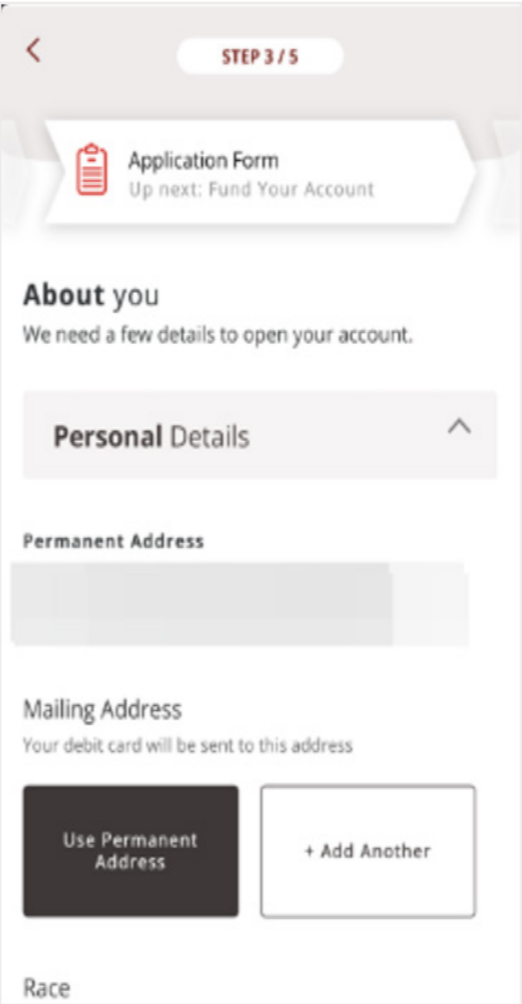 STEP 3 / 5
Application Form
Up next: Fund Your Account
About you
We need a few details to open your account.
Personal Details
Permanent Address
Mailing Address
Your debit card will be sent to this address
Use Permanent
Address
+ Add Another
Race